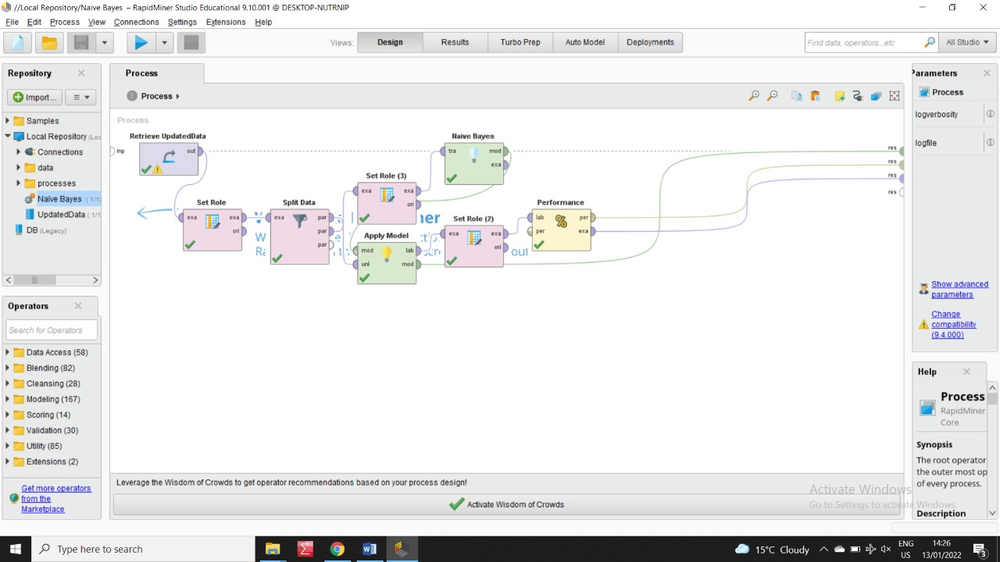 //Local Repository/Naïve Bayes – RapidMiner Studio Educational 9.10.001 @ DESKTOP-NUTRNIP
File Edit Process View Connections Settings Extensions Help
Views: Design Results Turbo Prep Auto Model Deployments
Find data, operators...etc
All Studio
Repository
Import ...
Samples
Local Repository (Loc
Connections
data
processes
Naïve Bayes (1/1
UpdatedData (1/1
DB (Legacy)
Operators
Search for Operators
Data Access (58)
Blending (82)
Cleansing (28)
Modeling (167)
Scoring (14)
Validation (30)
Utility (85)
Extensions (2)
Get more operators
from the
Marketplace
Process
Process
Process
inp
Retrieve UpdatedData
out
Set Role
exa exa
ori
Split Data
exa par
par
par
Set Role (3)
exa exa
ori
Naive Bayes
tra mod
exa
Apply Model
mod lab
unl mod
Set Role (2)
exa exa
ori
Performance
lab per
per exa
res
res
res
res
her
out
Leverage the Wisdom of Crowds to get operator recommendations based on your process design!
Activate Wisdom of Crowds
Parameters
Process
logverbosity
logfile
Show advanced
parameters
Change
compatibility
(9.4.000)
Help
Process
RapidMiner
Core
Synopsis
The root operator
the outer most op
of every process.
Description
Activate Windows
Go to Settings to activate Windows.
Type here to search
15°C Cloudy
ENG
US
14:26
13/01/2022
3